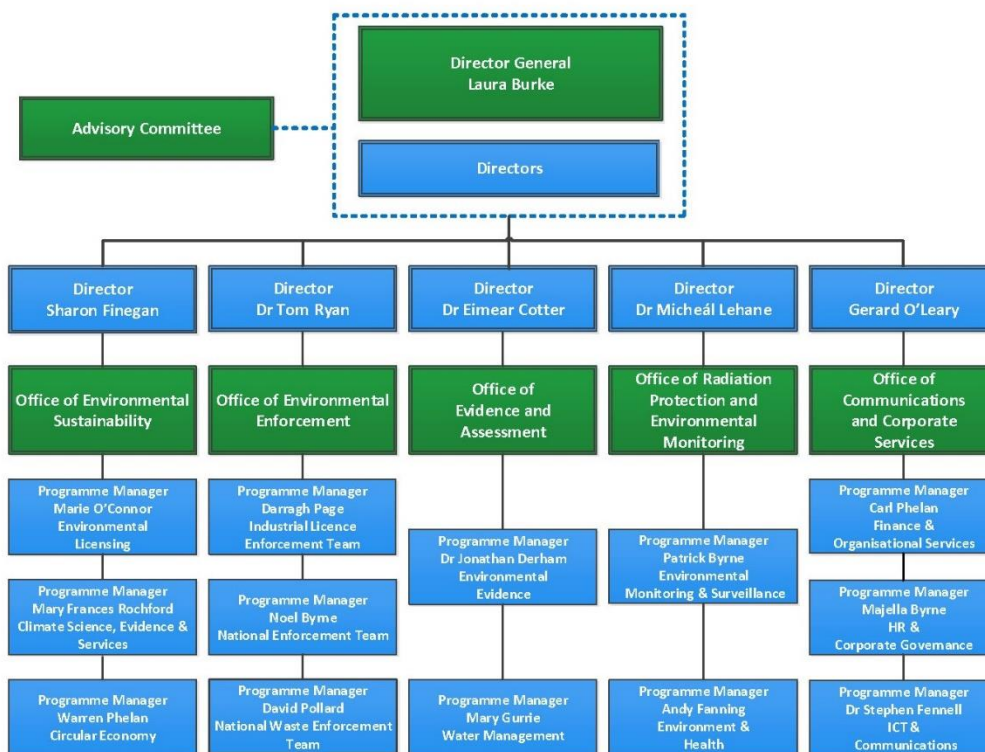 Director General
Laura Burke
Advisory Committee
Directors
Director
Sharon Finegan
Director
Dr Tom Ryan
Director
Dr Eimear Cotter
Director
Dr Micheál Lehane
Director
Gerard O'Leary
Office of Environmental
Sustainability
Office of Environmental
Enforcement
Office of
Evidence and
Assessment
Office of Radiation
Protection and
Environmental
Monitoring
Office of
Communications
and Corporate
Services
Programme Manager
Marie O'Connor
Environmental
Licensing
Programme Manager
Darragh Page
Industrial Licence
Enforcement Team
Programme Manager
Dr Jonathan Derham
Environmental
Evidence
Programme Manager
Patrick Byrne
Environmental
Monitoring & Surveillance
Programme Manager
Carl Phelan
Finance &
Organisational Services
Programme Manager
Mary Frances Rochford
Climate Science, Evidence &
Services
Programme Manager
Noel Byrne
National Enforcement Team
Programme Manager
Majella Byrne
HR &
Corporate Governance
Programme Manager
Warren Phelan
Circular Economy
Programme Manager
David Pollard
National Waste Enforcement
Team
Programme Manager
Mary Gurrie
Water Management
Programme Manager
Andy Fanning
Environment &
Health
Programme Manager
Dr Stephen Fennell
ICT &
Communications